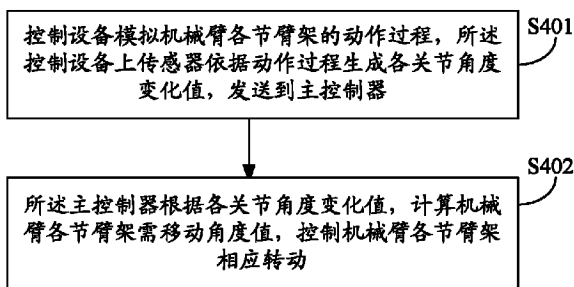 控制设备模拟机械臂各节臂架的动作过程，所述
控制设备上传感器依据动作过程生成各关节角度
变化值，发送到主控制器
S401
所述主控制器根据各关节角度变化值，计算机械
臂各节臂架需移动角度值，控制机械臂各节臂架
相应转动
S402